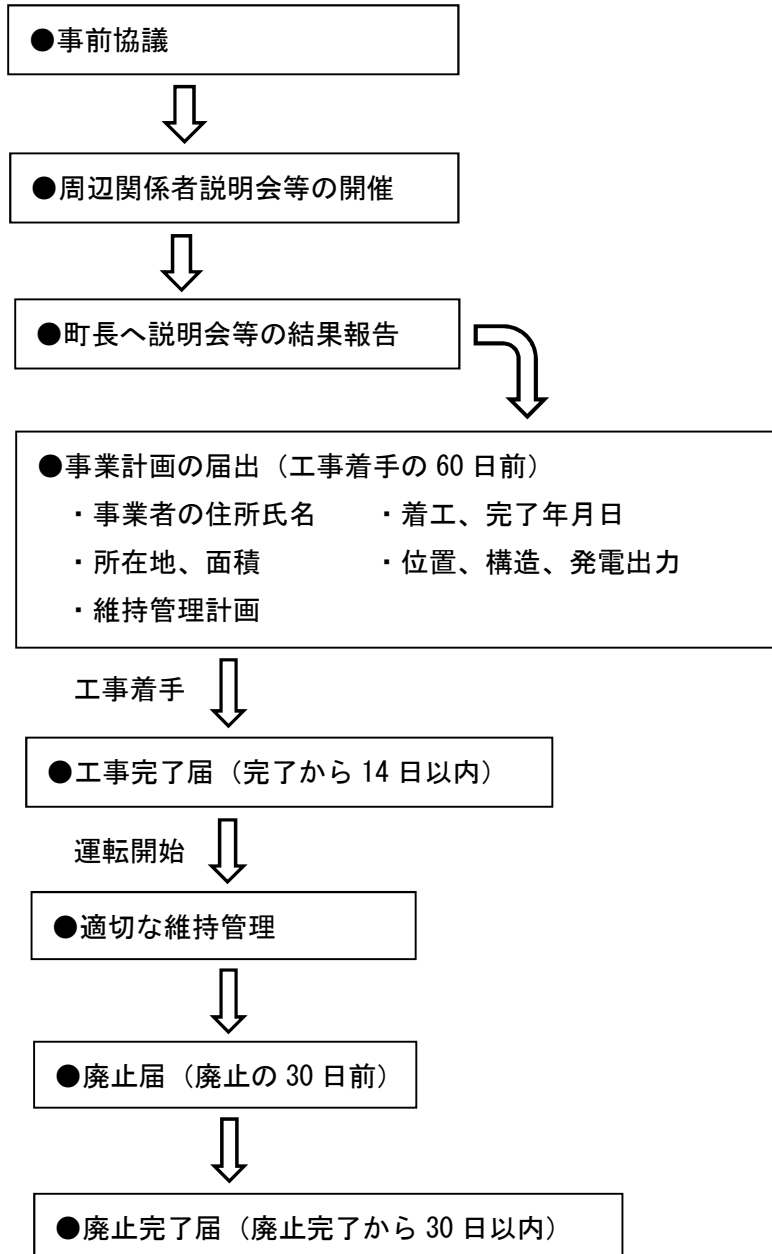 ●事前協議
●周辺関係者説明会等の開催
●町長へ説明会等の結果報告
●事業計画の届出（工事着手の 60 日前）
・事業者の住所氏名　　・着工、完了年月日
・所在地、面積　　　　・位置、構造、発電出力
・維持管理計画
工事着手
●工事完了届（完了から 14 日以内）
運転開始
●適切な維持管理
●廃止届（廃止の 30 日前）
●廃止完了届（廃止完了から 30 日以内）